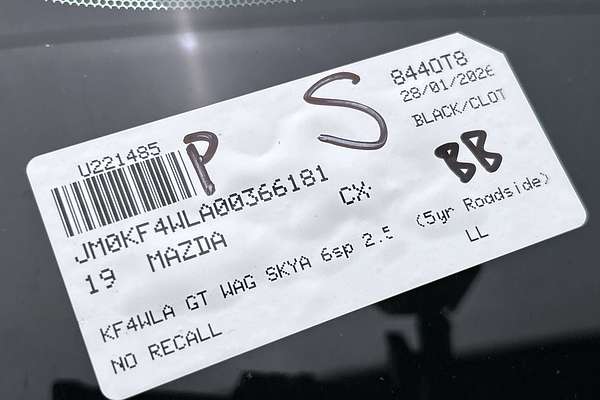 844DT8
28/01/2026
BLACK/CLOT
P S
BB
U221485
JM0KF4WLA00366181
19 MAZDA CX-
KF4WLA GT WAG SKYA 6sp 2.5 (5yr Roadside)
NO RECALL LL